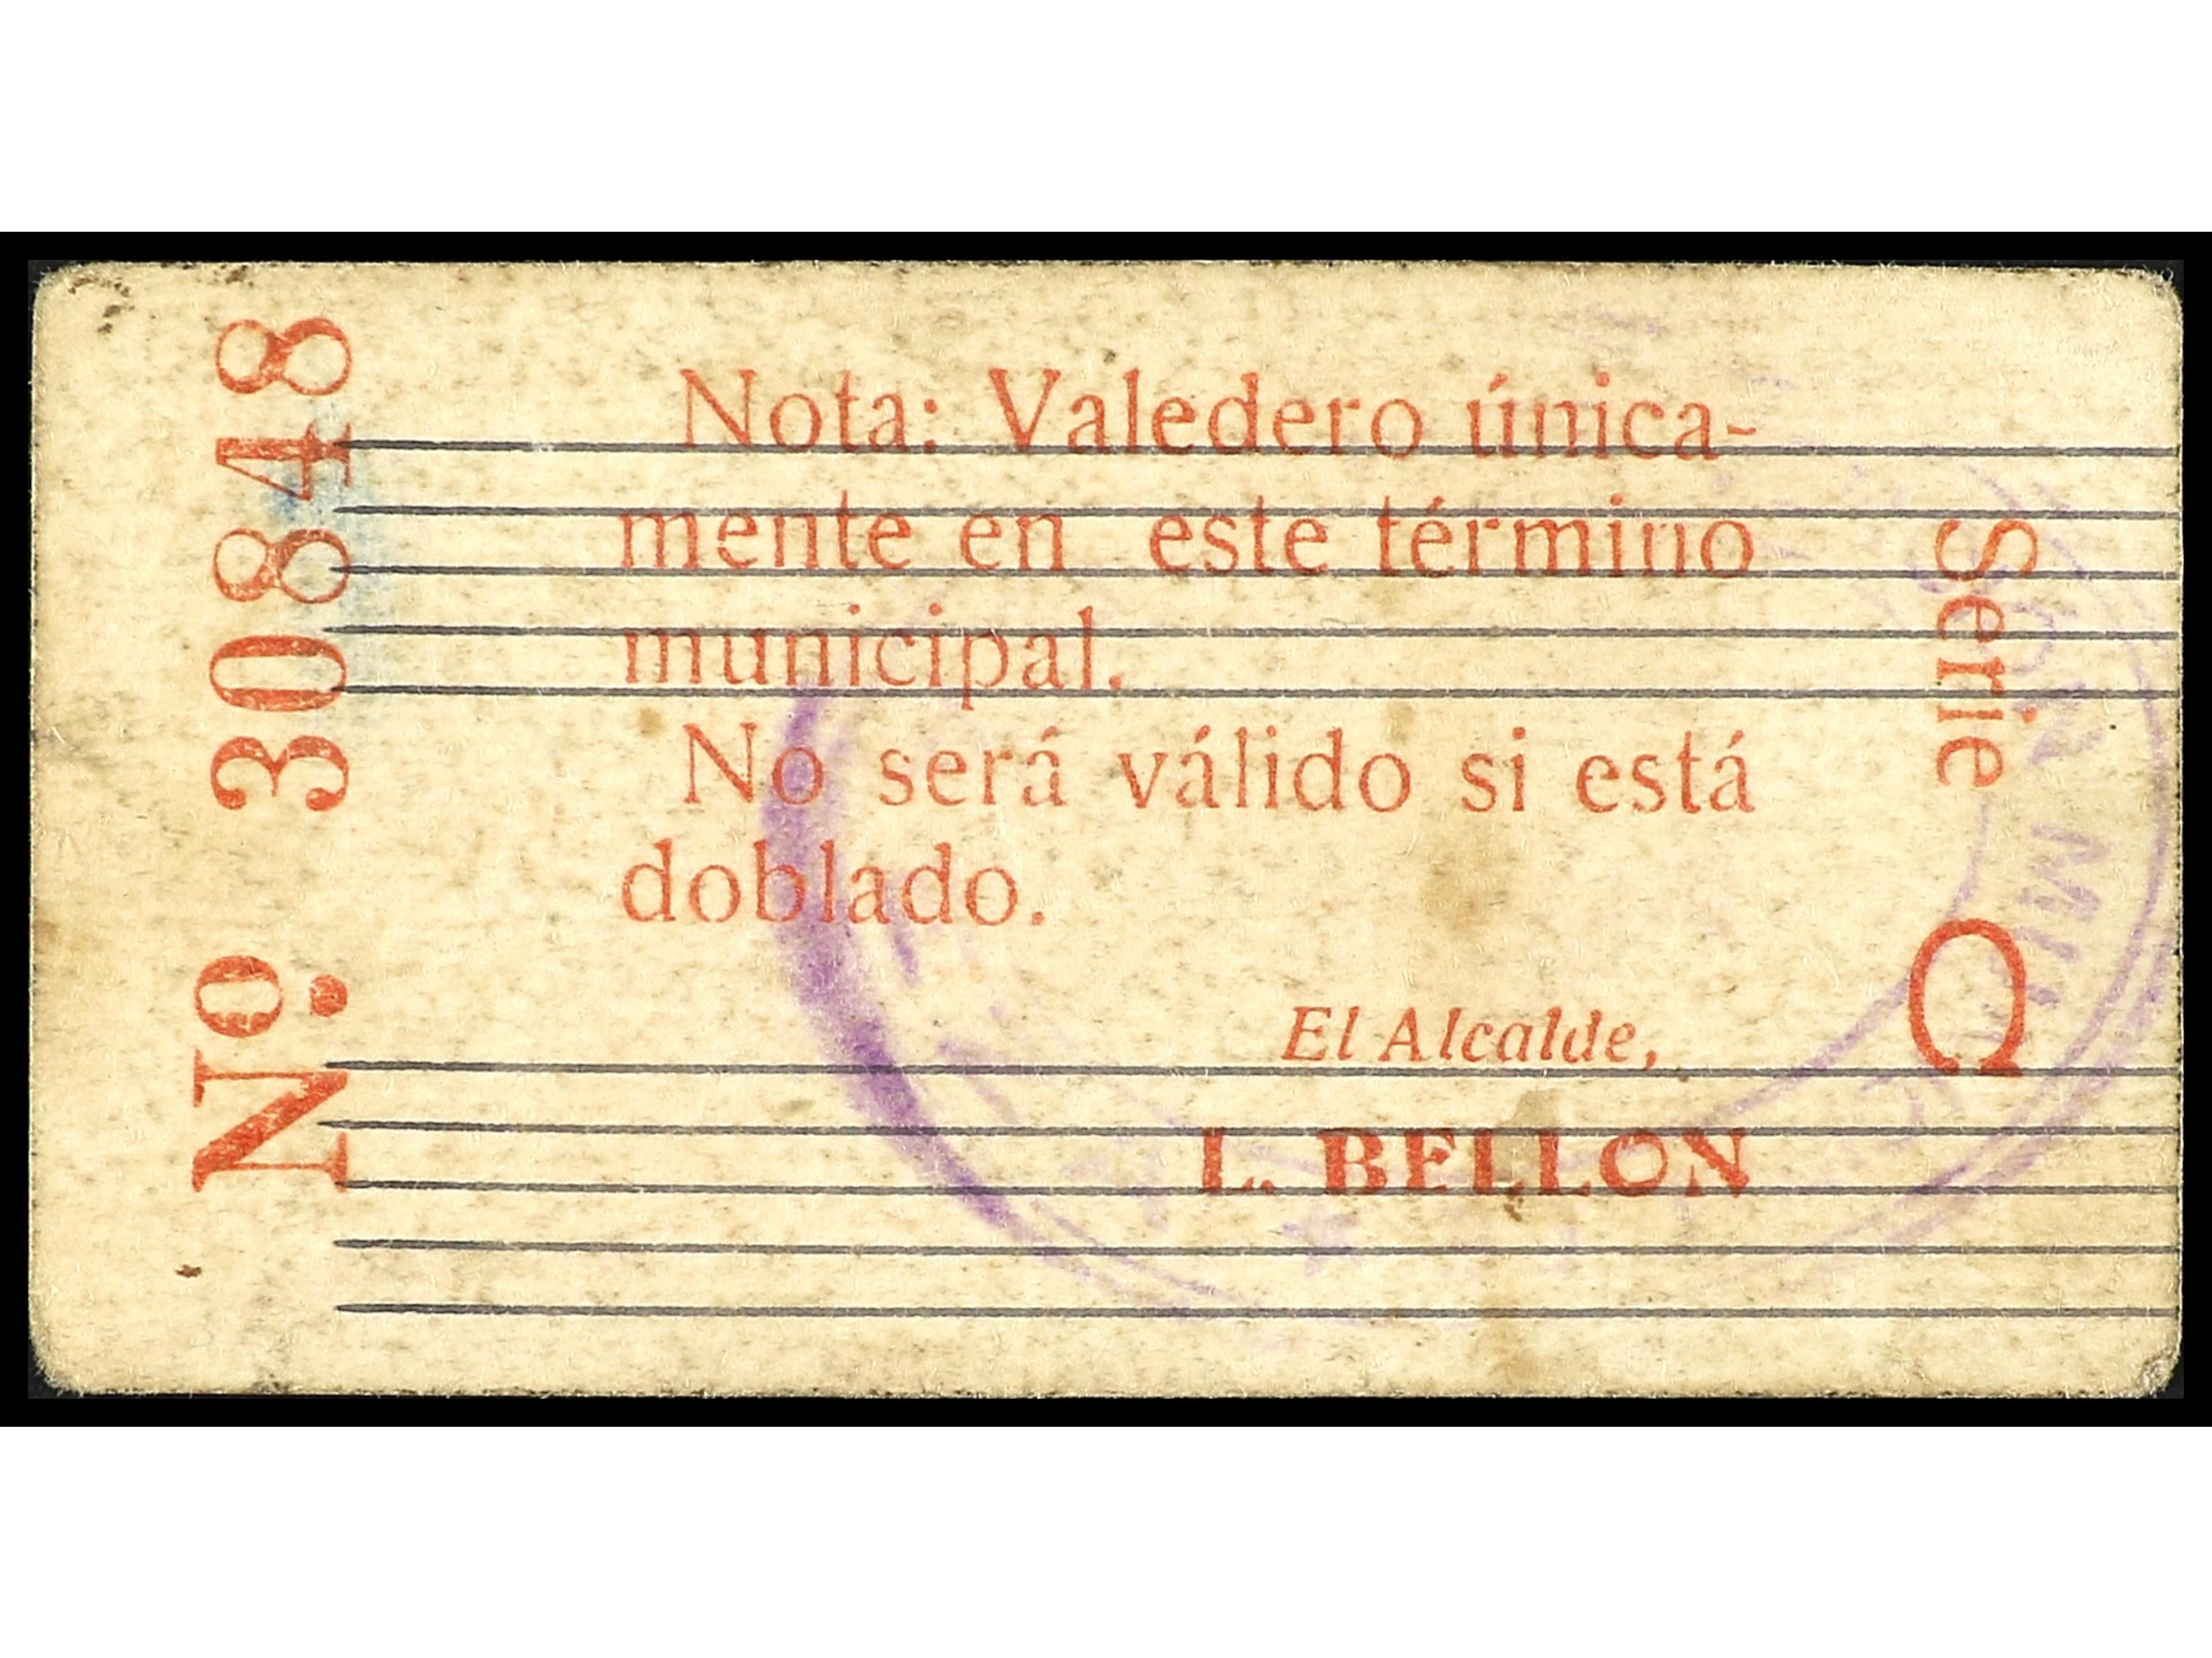 Nº. 30848
Nota: Valedero única-
mente en este término
municipal.
No será válido si está
doblado.
El Alcalde,
L. BELLON
Serie C